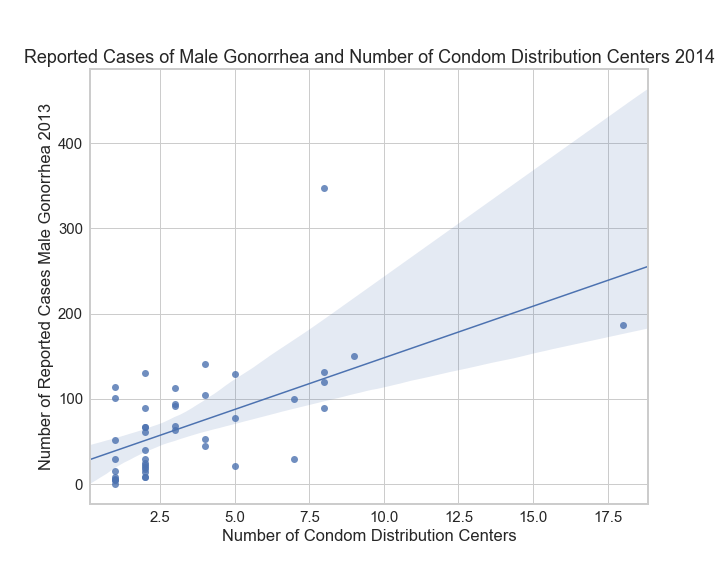 Reported Cases of Male Gonorrhea and Number of Condom Distribution Centers 2014
Number of Reported Cases Male Gonorrhea 2013
400
300
200
100
0
2.5 5.0 7.5 10.0 12.5 15.0 17.5
Number of Condom Distribution Centers